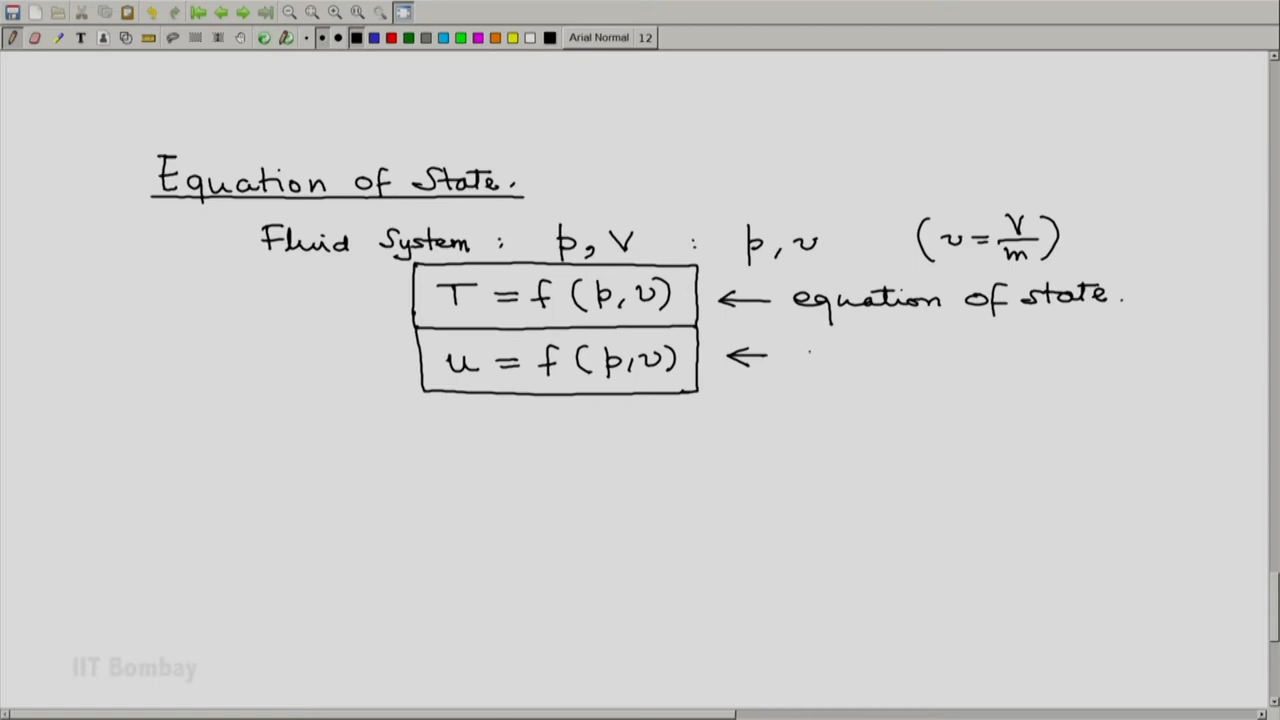 Arial Normal 12
Equation of State.
Fluid System : p, V : p, v (v = V/m)
T = f (p, v) ← equation of state.
u = f (p, v) ←
IIT Bombay